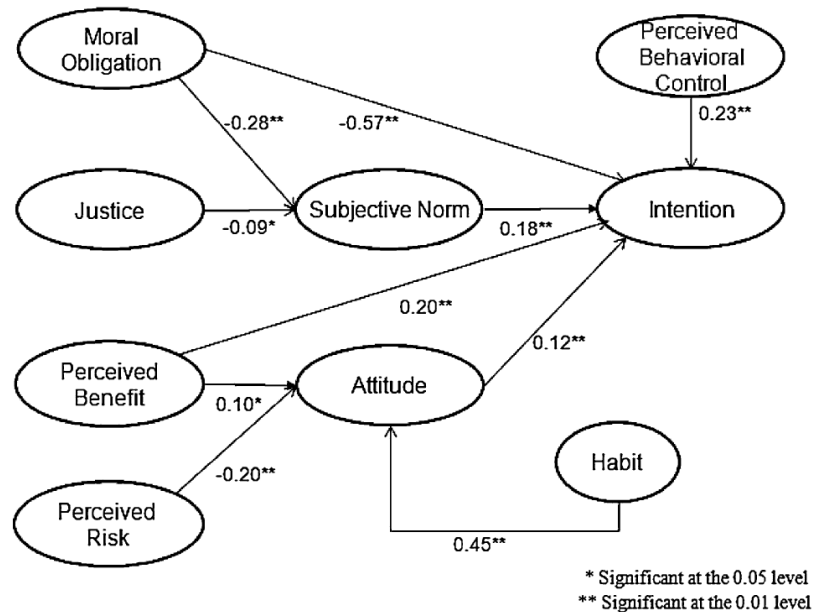 Moral
Obligation
Perceived
Behavioral
Control
-0.28**
-0.57**
0.23**
Justice
-0.09*
Subjective Norm
0.18**
Intention
0.20**
Perceived
Benefit
0.10*
Attitude
0.12**
-0.20**
Habit
Perceived
Risk
0.45**
* Significant at the 0.05 level
** Significant at the 0.01 level